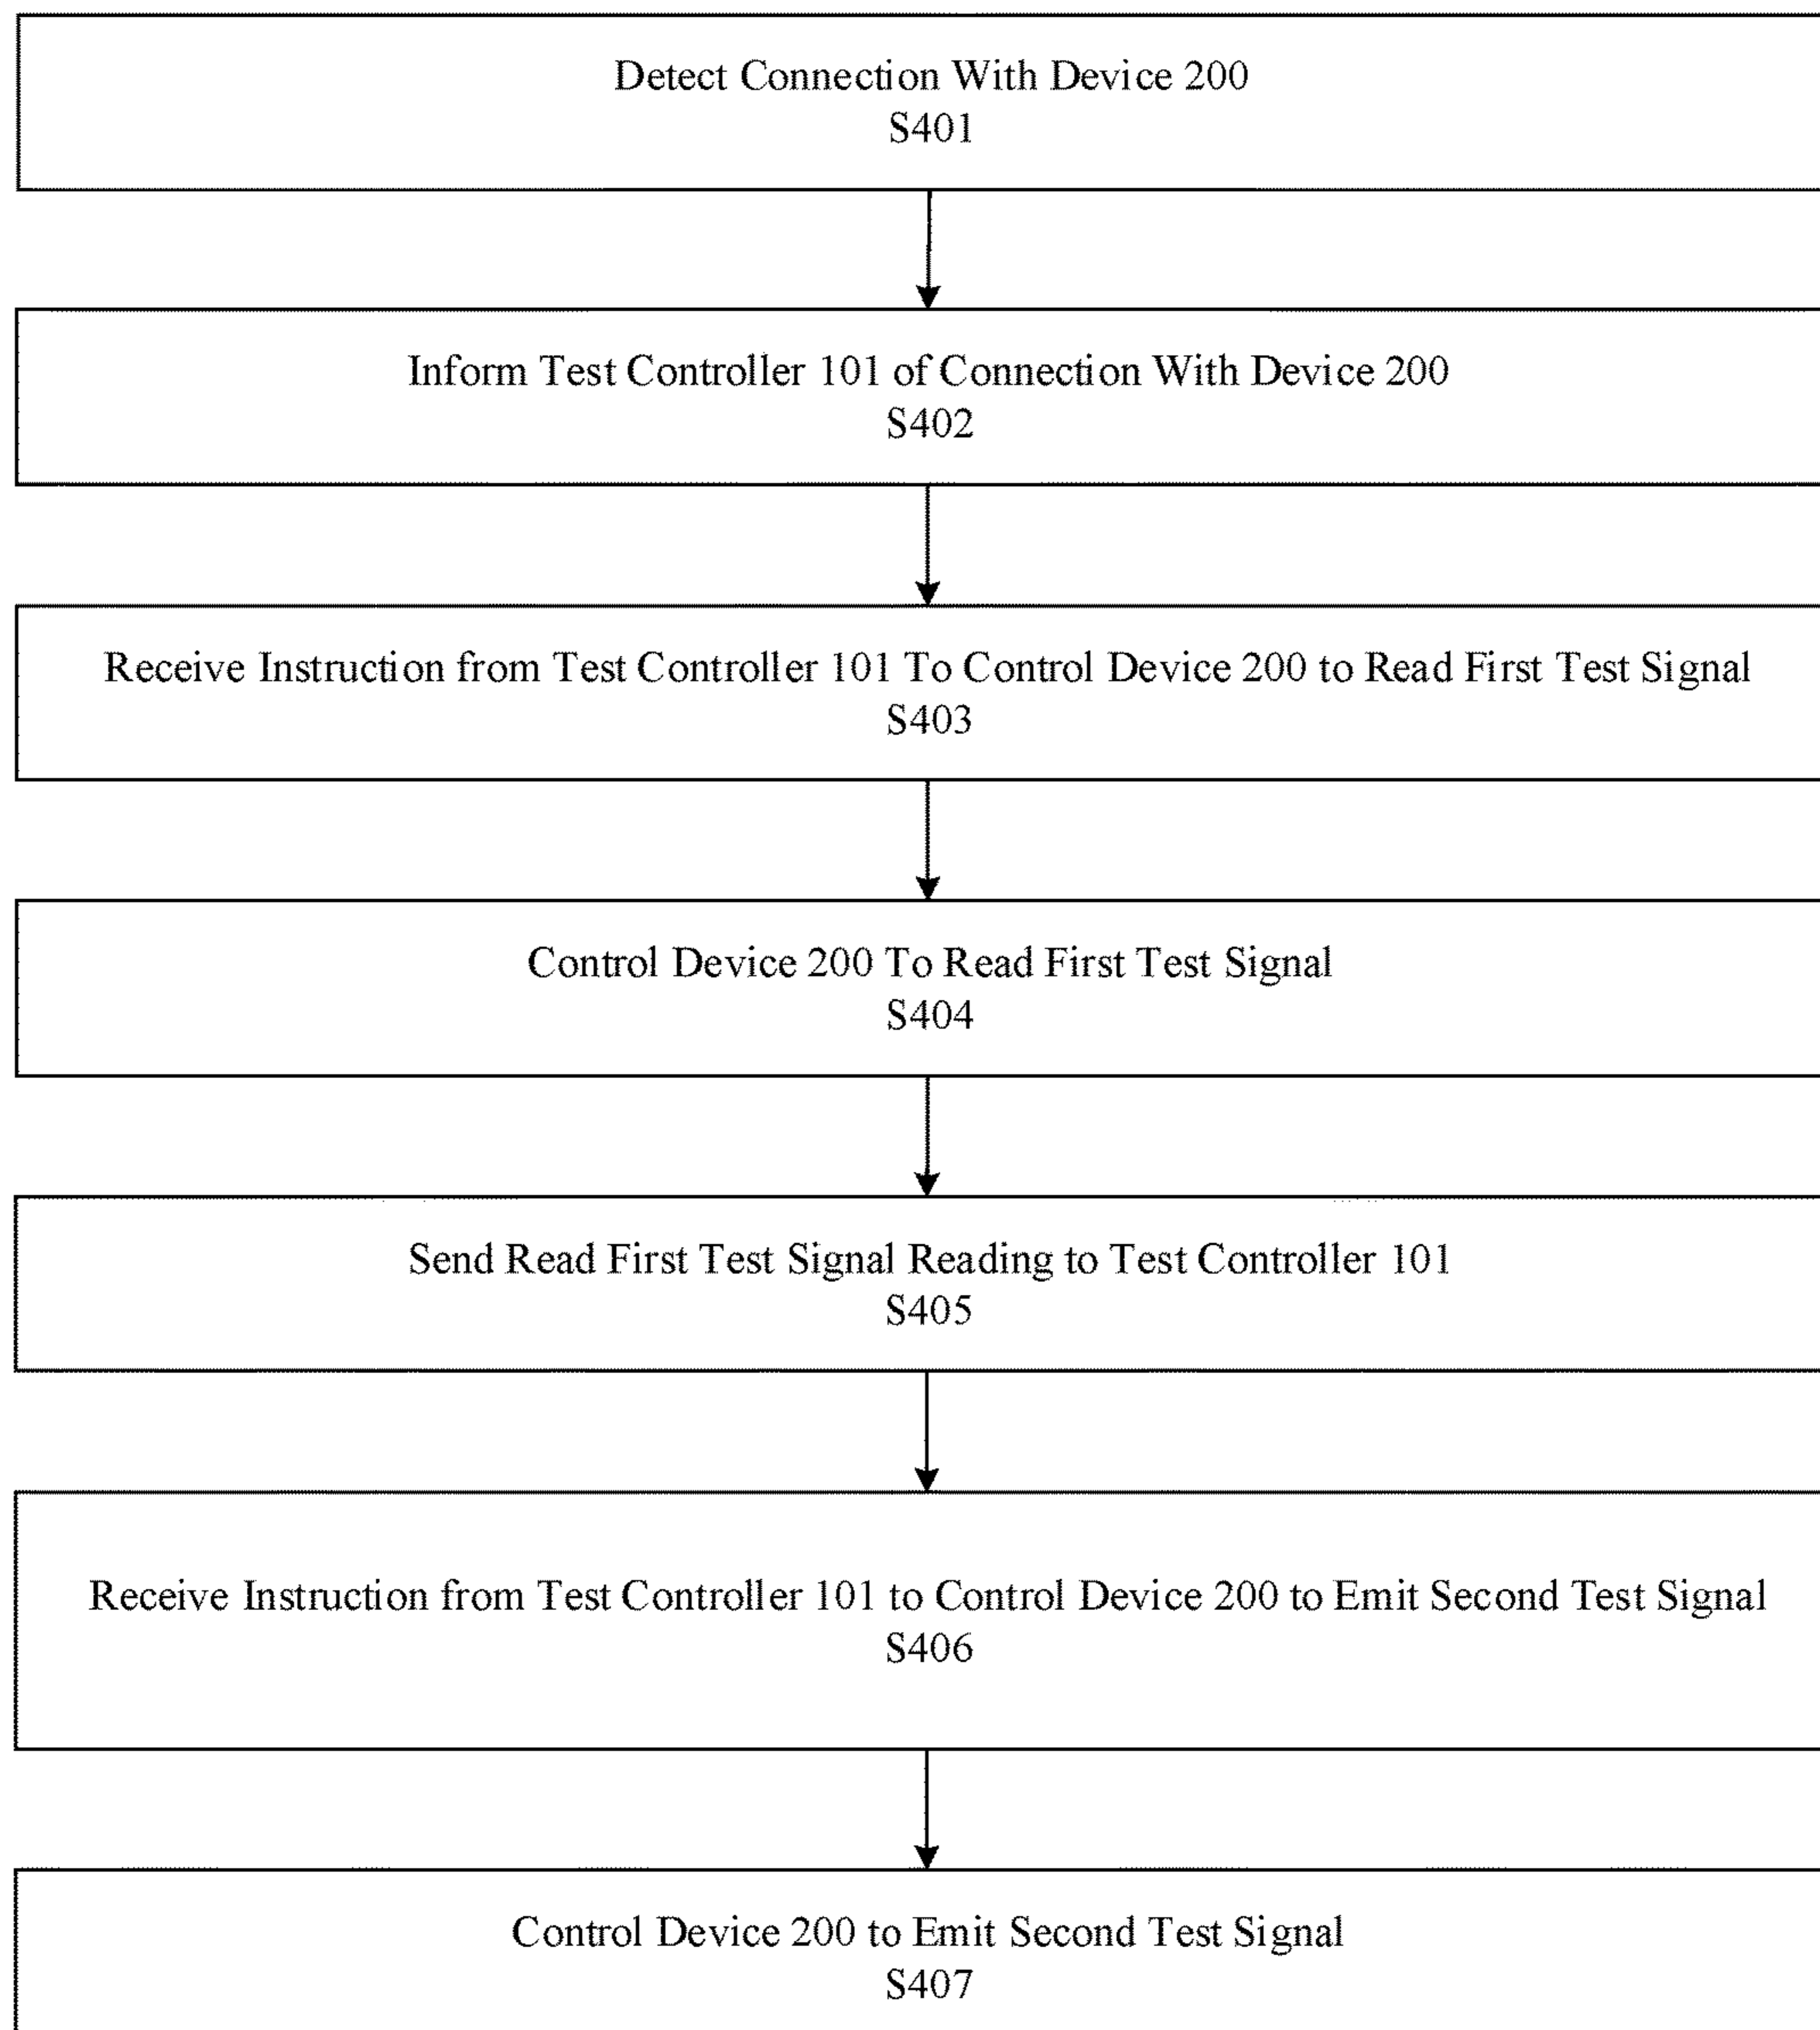 Detect Connection With Device 200
S401
Inform Test Controller 101 of Connection With Device 200
S402
Receive Instruction from Test Controller 101 To Control Device 200 to Read First Test Signal
S403
Control Device 200 To Read First Test Signal
S404
Send Read First Test Signal Reading to Test Controller 101
S405
Receive Instruction from Test Controller 101 to Control Device 200 to Emit Second Test Signal
S406
Control Device 200 to Emit Second Test Signal
S407